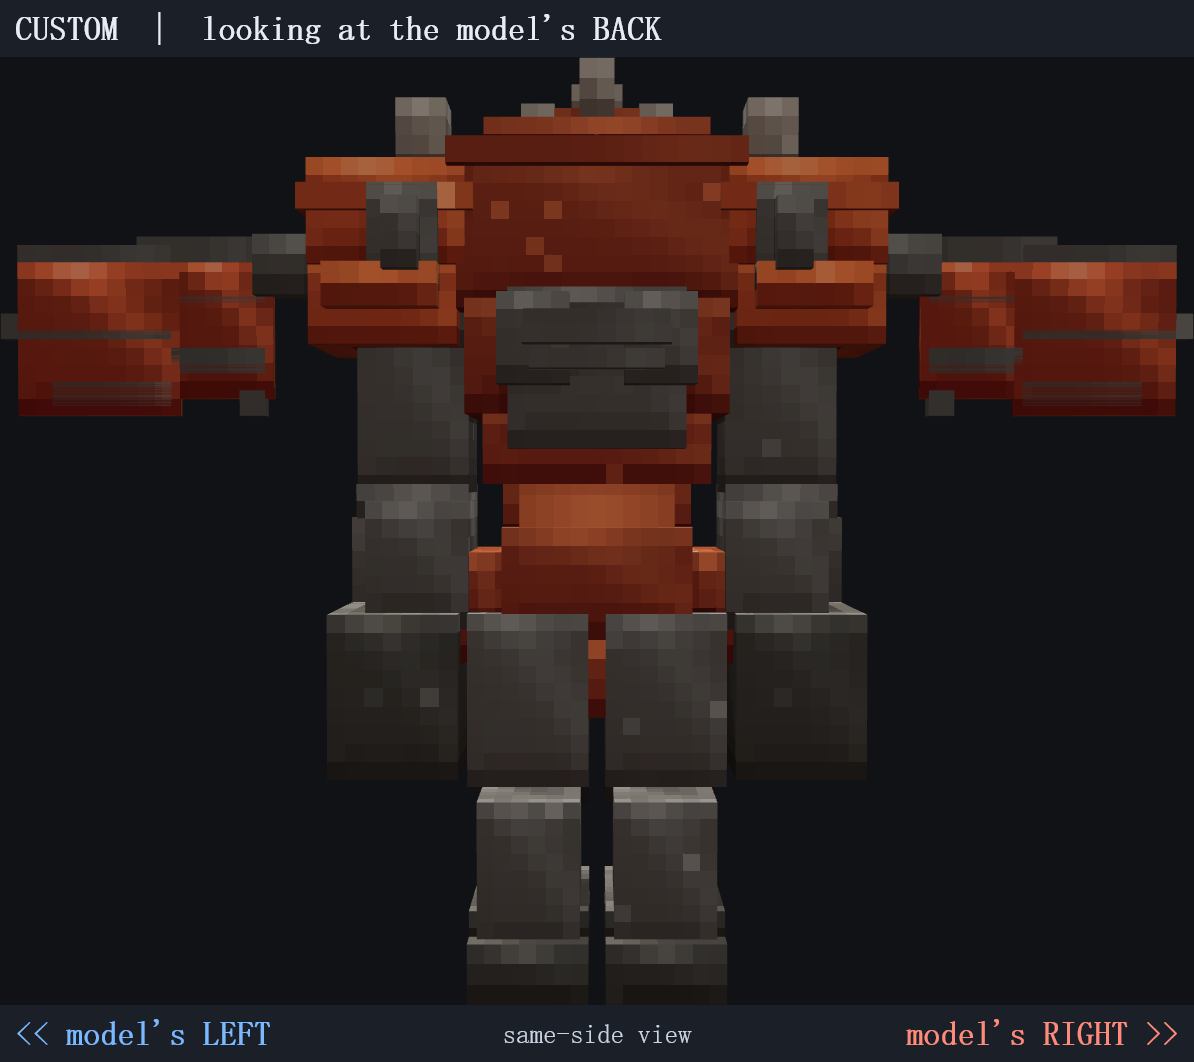 CUSTOM | looking at the model's BACK
<< model's LEFT
same-side view
model's RIGHT >>